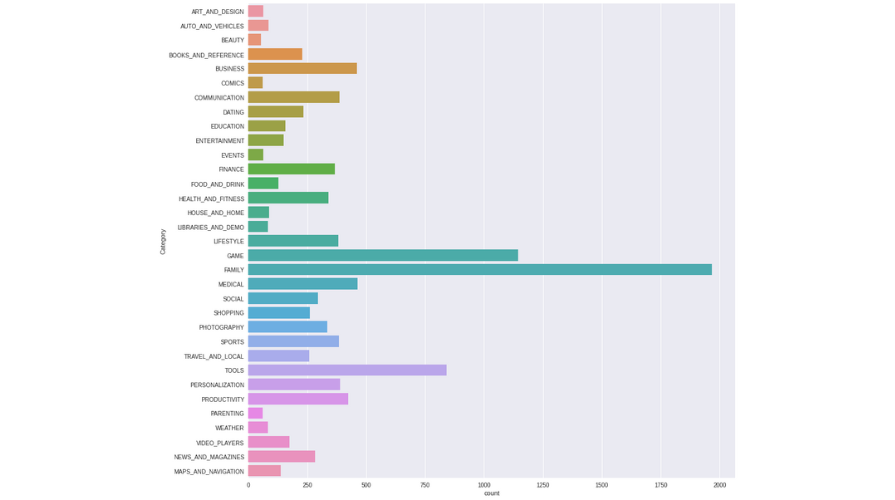 ART_AND_DESIGN
AUTO_AND_VEHICLES
BEAUTY
BOOKS_AND_REFERENCE
BUSINESS
COMICS
COMMUNICATION
DATING
EDUCATION
ENTERTAINMENT
EVENTS
FINANCE
FOOD_AND_DRINK
HEALTH_AND_FITNESS
HOUSE_AND_HOME
LIBRARIES_AND_DEMO
LIFESTYLE
GAME
FAMILY
MEDICAL
SOCIAL
SHOPPING
PHOTOGRAPHY
SPORTS
TRAVEL_AND_LOCAL
TOOLS
PERSONALIZATION
PRODUCTIVITY
PARENTING
WEATHER
VIDEO_PLAYERS
NEWS_AND_MAGAZINES
MAPS_AND_NAVIGATION
Category
0 250 500 750 1000 1250 1500 1750 2000
count